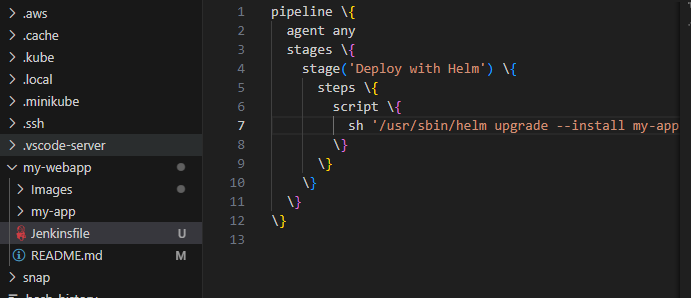 .aws
.cache
.kube
.local
.minikube
.ssh
.vscode-server
my-webapp
Images
my-app
Jenkinsfile U
README.md M
snap
1 pipeline \{
2 agent any
3 stages \{
4 stage('Deploy with Helm') \{
5 steps \{
6 script \{
7 sh '/usr/sbin/helm upgrade --install my-app
8 \}
9 \}
10 \}
11 \}
12 \}
13